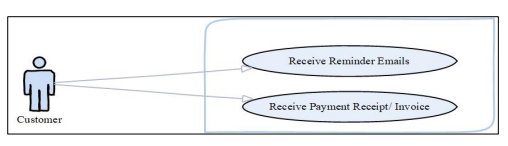 Receive Reminder Emails
Receive Payment Receipt/ Invoice
Customer